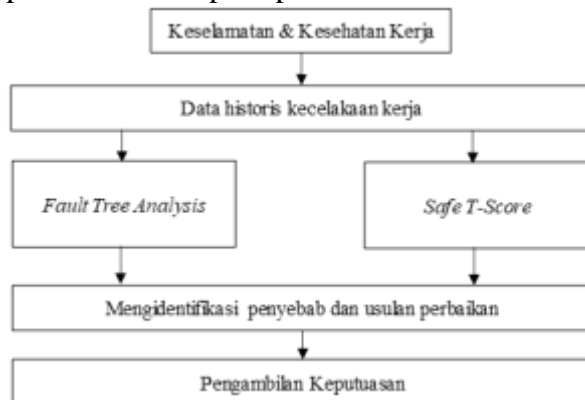 Keselamatan & Kesehatan Kerja
Data historis kecelakaan kerja
Fault Tree Analysis
Safe T-Score
Mengidentifikasi penyebab dan usulan perbaikan
Pengambilan Keputuasan